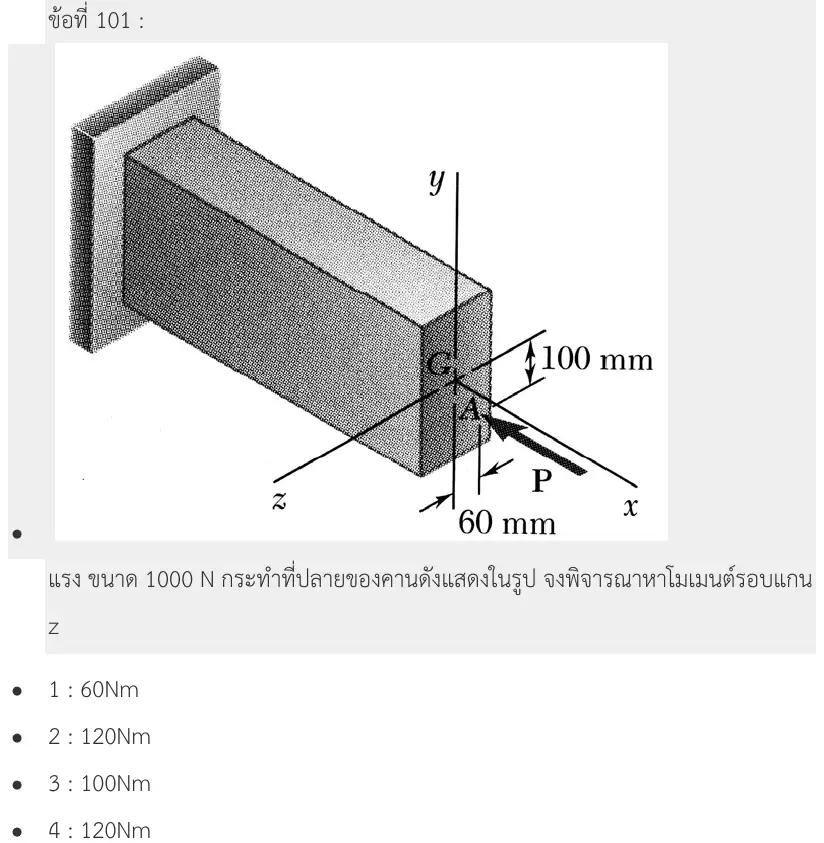 ข้อที่ 101 :
y
G
100 mm
A
P
z
x
60 mm
แรง ขนาด 1000 N กระทำที่ปลายของคานดังแสดงในรูป จงพิจารณาหาโมเมนต์รอบแกน
z
1 : 60Nm
2 : 120Nm
3 : 100Nm
4 : 120Nm